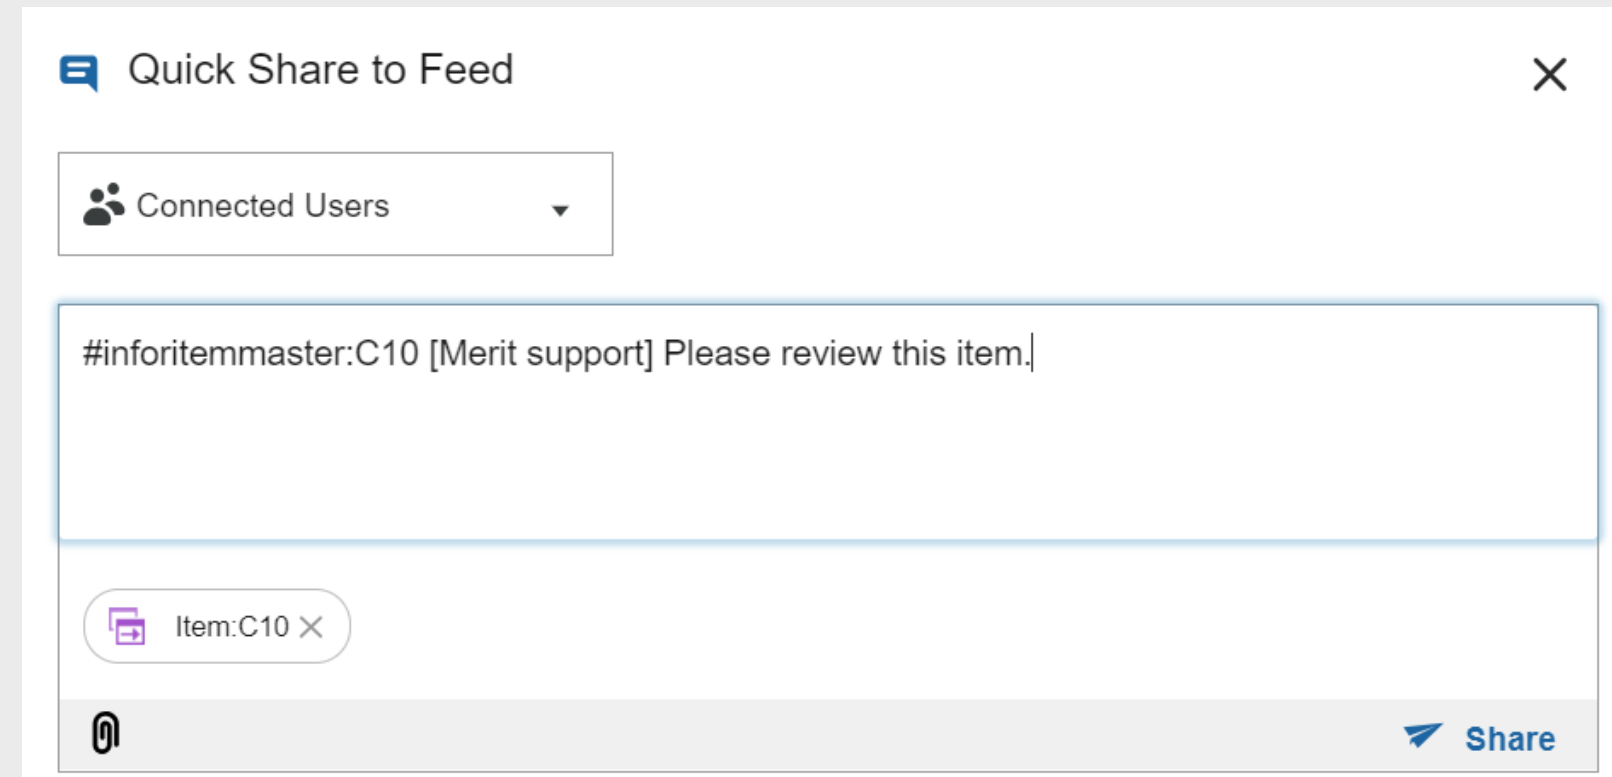 Quick Share to Feed
Connected Users
#inforitemmaster:C10 [Merit support] Please review this item.
Item:C10
Share